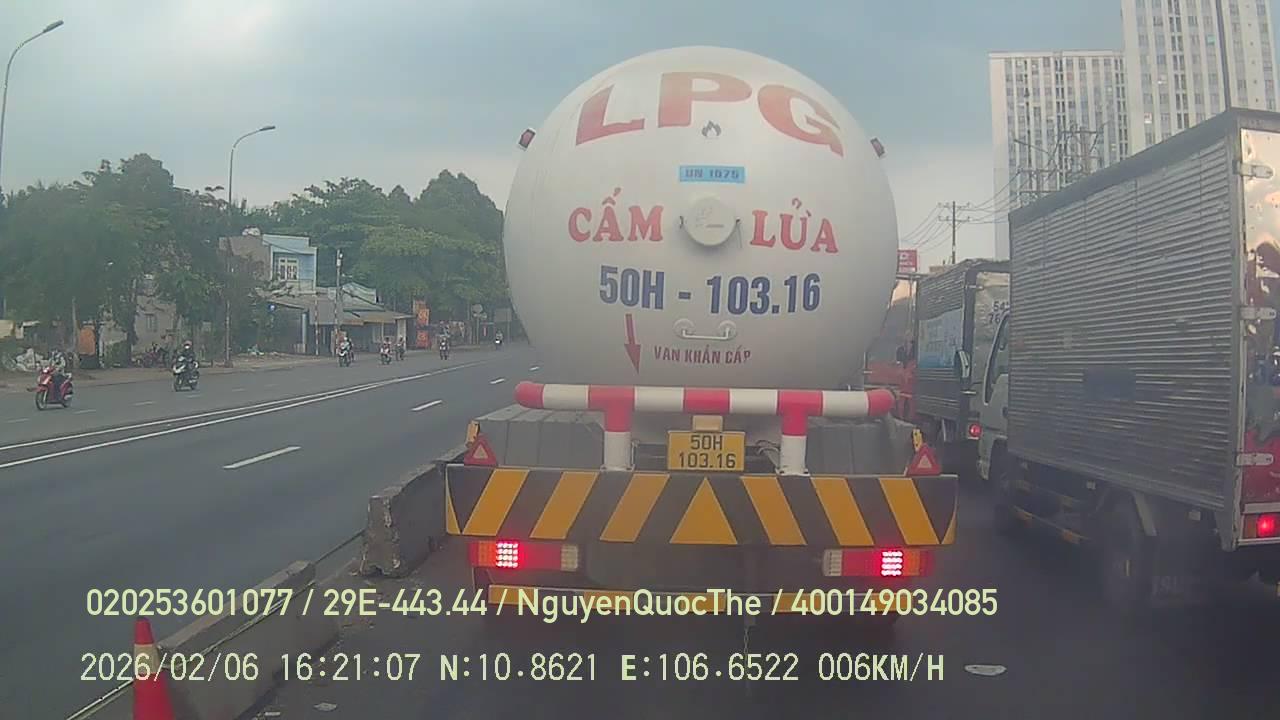 LPG
UN 1075
CẤM LỬA
50H - 103.16
VAN KHẨN CẤP
50H
103.16
020253601077 / 29E-443.44 / NguyenQuocThe / 400149034085
2026/02/06 16:21:07 N:10.8621 E:106.6522 006KM/H